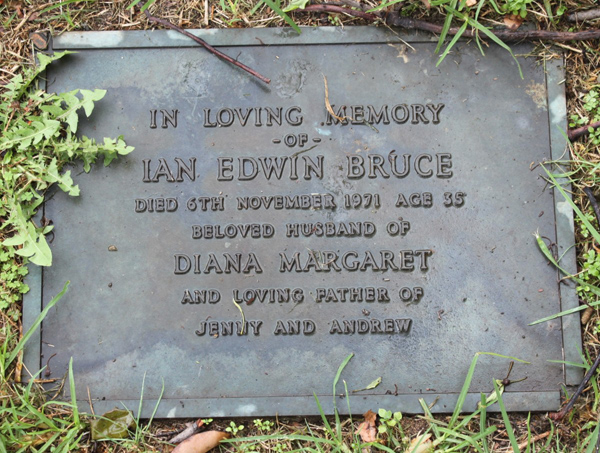 IN LOVING MEMORY
-OF-
IAN EDWIN BRUCE
DIED 6TH NOVEMBER 1971 AGE 35
BELOVED HUSBAND OF
DIANA MARGARET
AND LOVING FATHER OF
JENNY AND ANDREW